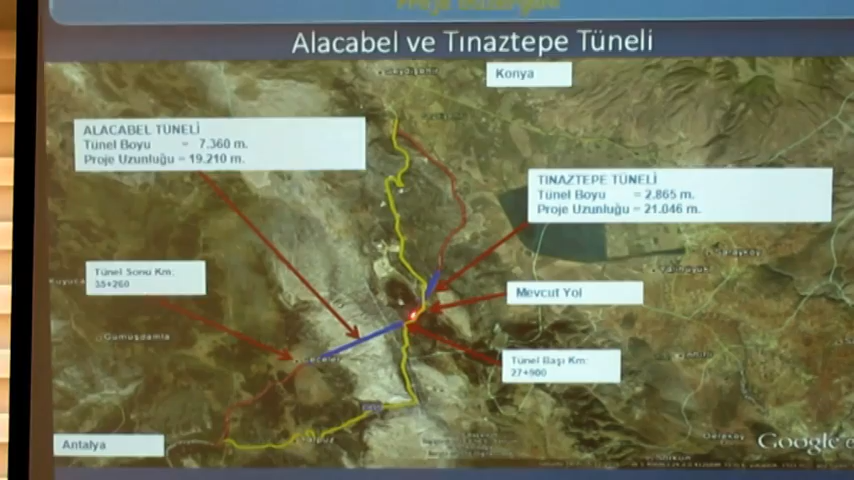 Alacabel ve Tınaztepe Tüneli
Konya
ALACABEL TÜNELİ
Tünel Boyu = 7.360 m.
Proje Uzunluğu = 19.210 m.
TINAZTEPE TÜNELİ
Tünel Boyu = 2.865 m.
Proje Uzunluğu = 21.046 m.
Tünel Sonu Km:
35+260
Mevcut Yol
Gümüşdamla
Tünel Başı Km:
27+900
Antalya
Google